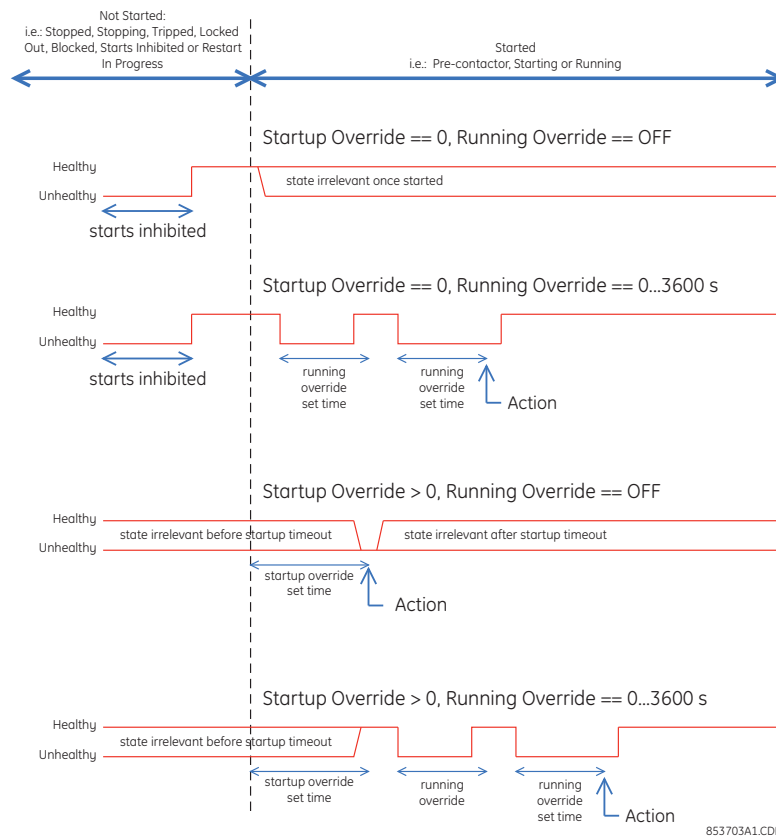 Not Started:
i.e.: Stopped, Stopping, Tripped, Locked
Out, Blocked, Starts Inhibited or Restart
In Progress
Started
i.e.: Pre-contactor, Starting or Running
Startup Override == 0, Running Override == OFF
Healthy
Unhealthy
state irrelevant once started
starts inhibited
Startup Override == 0, Running Override == 0...3600 s
Healthy
Unhealthy
starts inhibited
running
override
set time
running
override
set time
Action
Startup Override > 0, Running Override == OFF
Healthy
Unhealthy
state irrelevant before startup timeout
state irrelevant after startup timeout
startup override
set time
Action
Startup Override > 0, Running Override == 0...3600 s
Healthy
Unhealthy
state irrelevant before startup timeout
startup override
set time
running
override
running
override
set time
Action